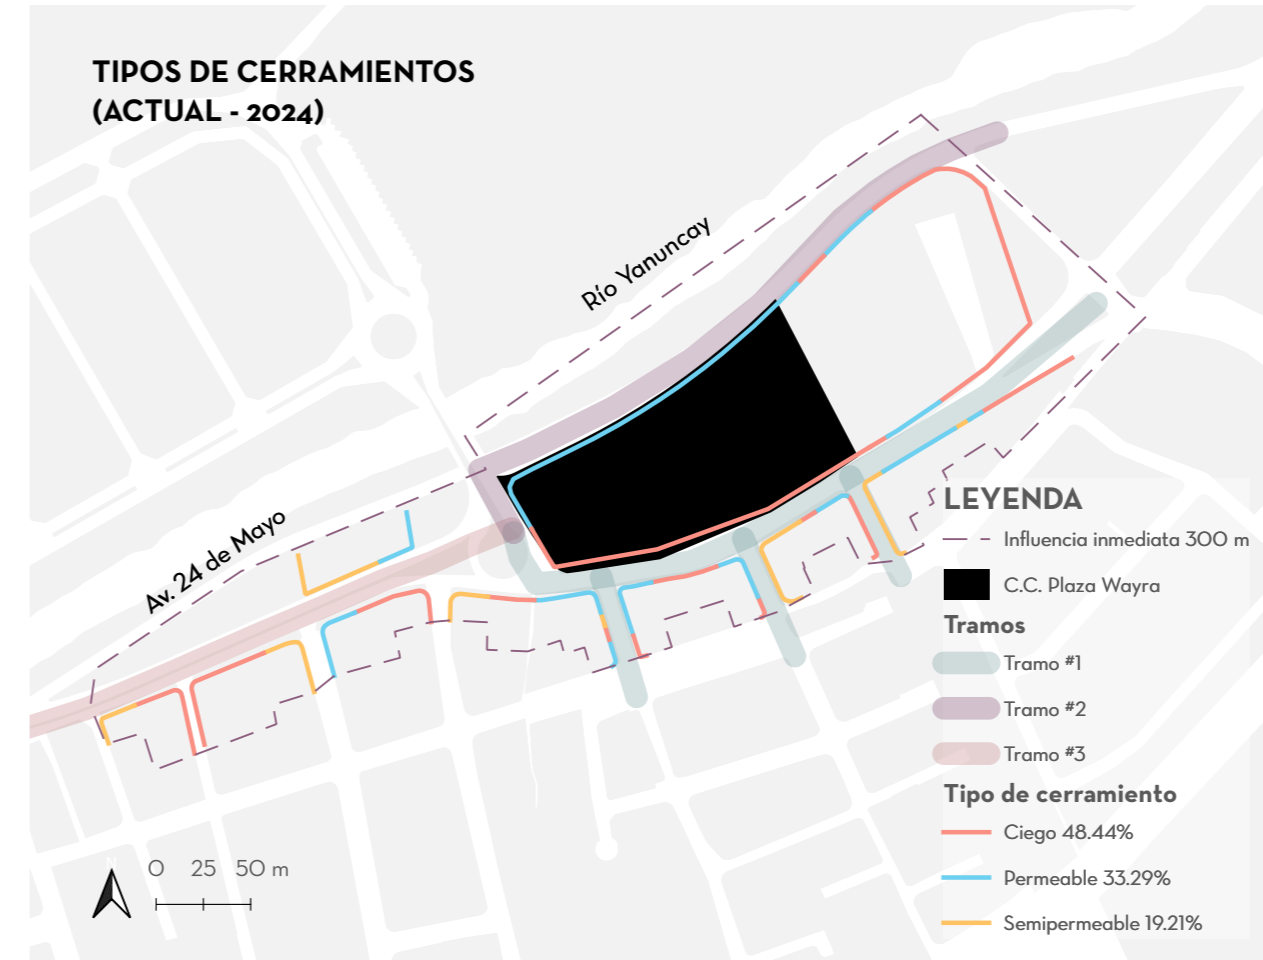 TIPOS DE CERRAMIENTOS
(ACTUAL - 2024)
Río Yanuncay
Av. 24 de Mayo
LEYENDA
Influencia inmediata 300 m
C.C. Plaza Wayra
Tramos
Tramo #1
Tramo #2
Tramo #3
Tipo de cerramiento
Ciego 48.44%
Permeable 33.29%
Semipermeable 19.21%
N
0 25 50 m